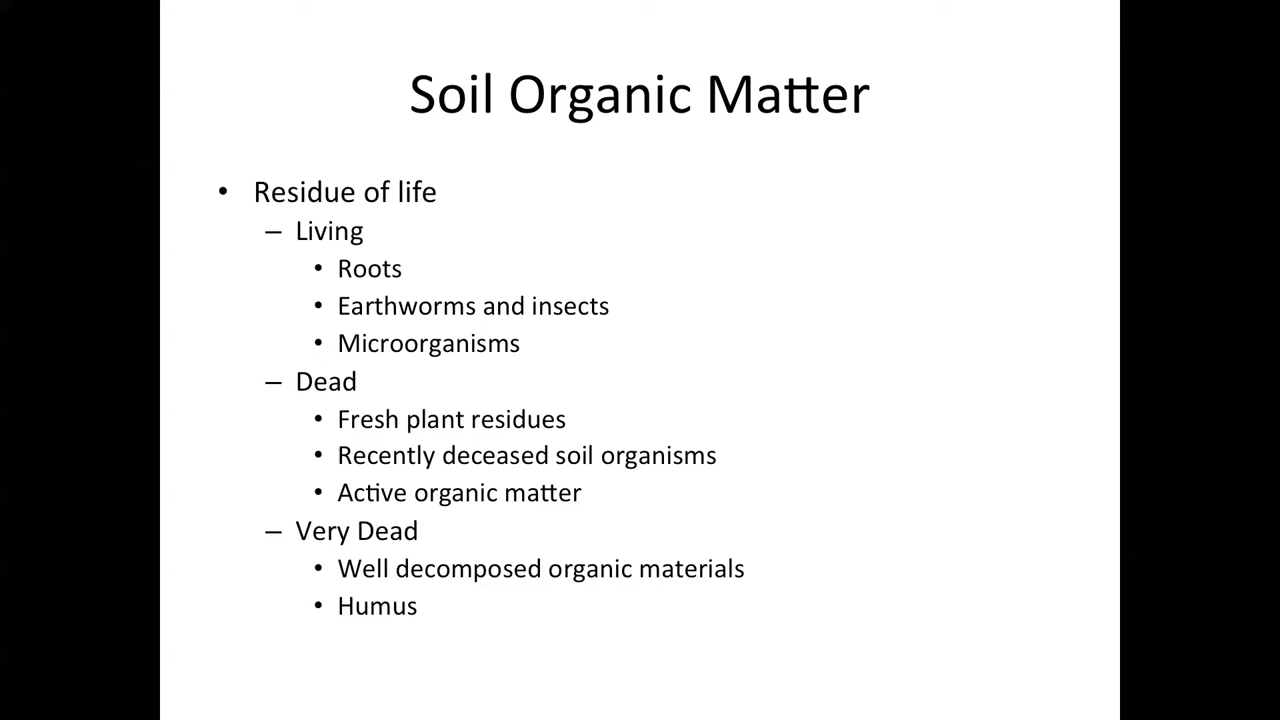 Soil Organic Matter
• Residue of life
– Living
• Roots
• Earthworms and insects
• Microorganisms
– Dead
• Fresh plant residues
• Recently deceased soil organisms
• Active organic matter
– Very Dead
• Well decomposed organic materials
• Humus